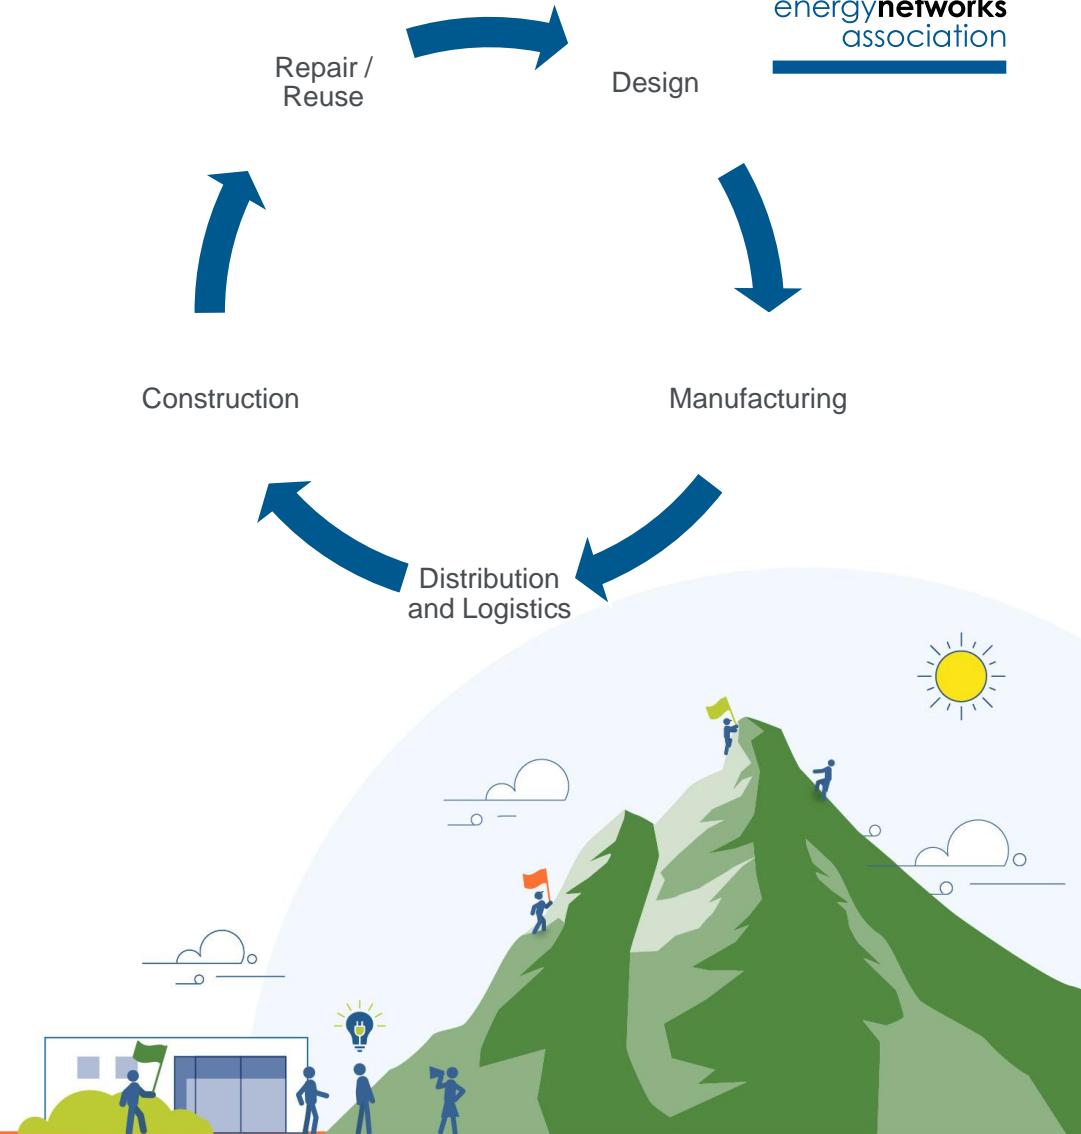 energynetworks
association
Repair /
Reuse
Design
Construction
Manufacturing
Distribution
and Logistics